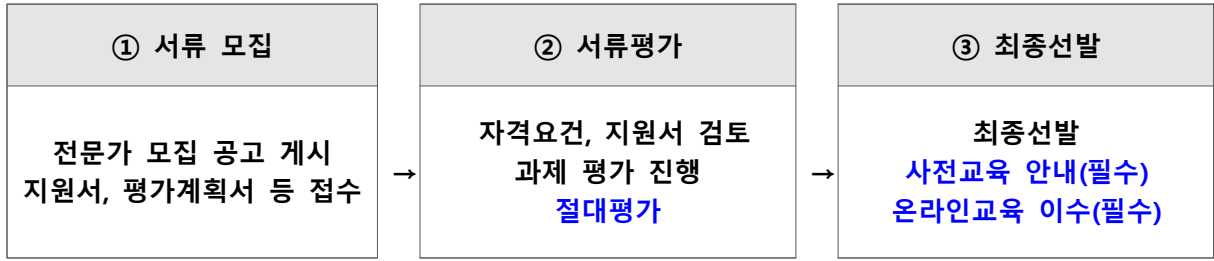 ① 서류 모집
전문가 모집 공고 게시
지원서, 평가계획서 등 접수
→
② 서류평가
자격요건, 지원서 검토
과제 평가 진행
절대평가
→
③ 최종선발
최종선발
사전교육 안내(필수)
온라인교육 이수(필수)